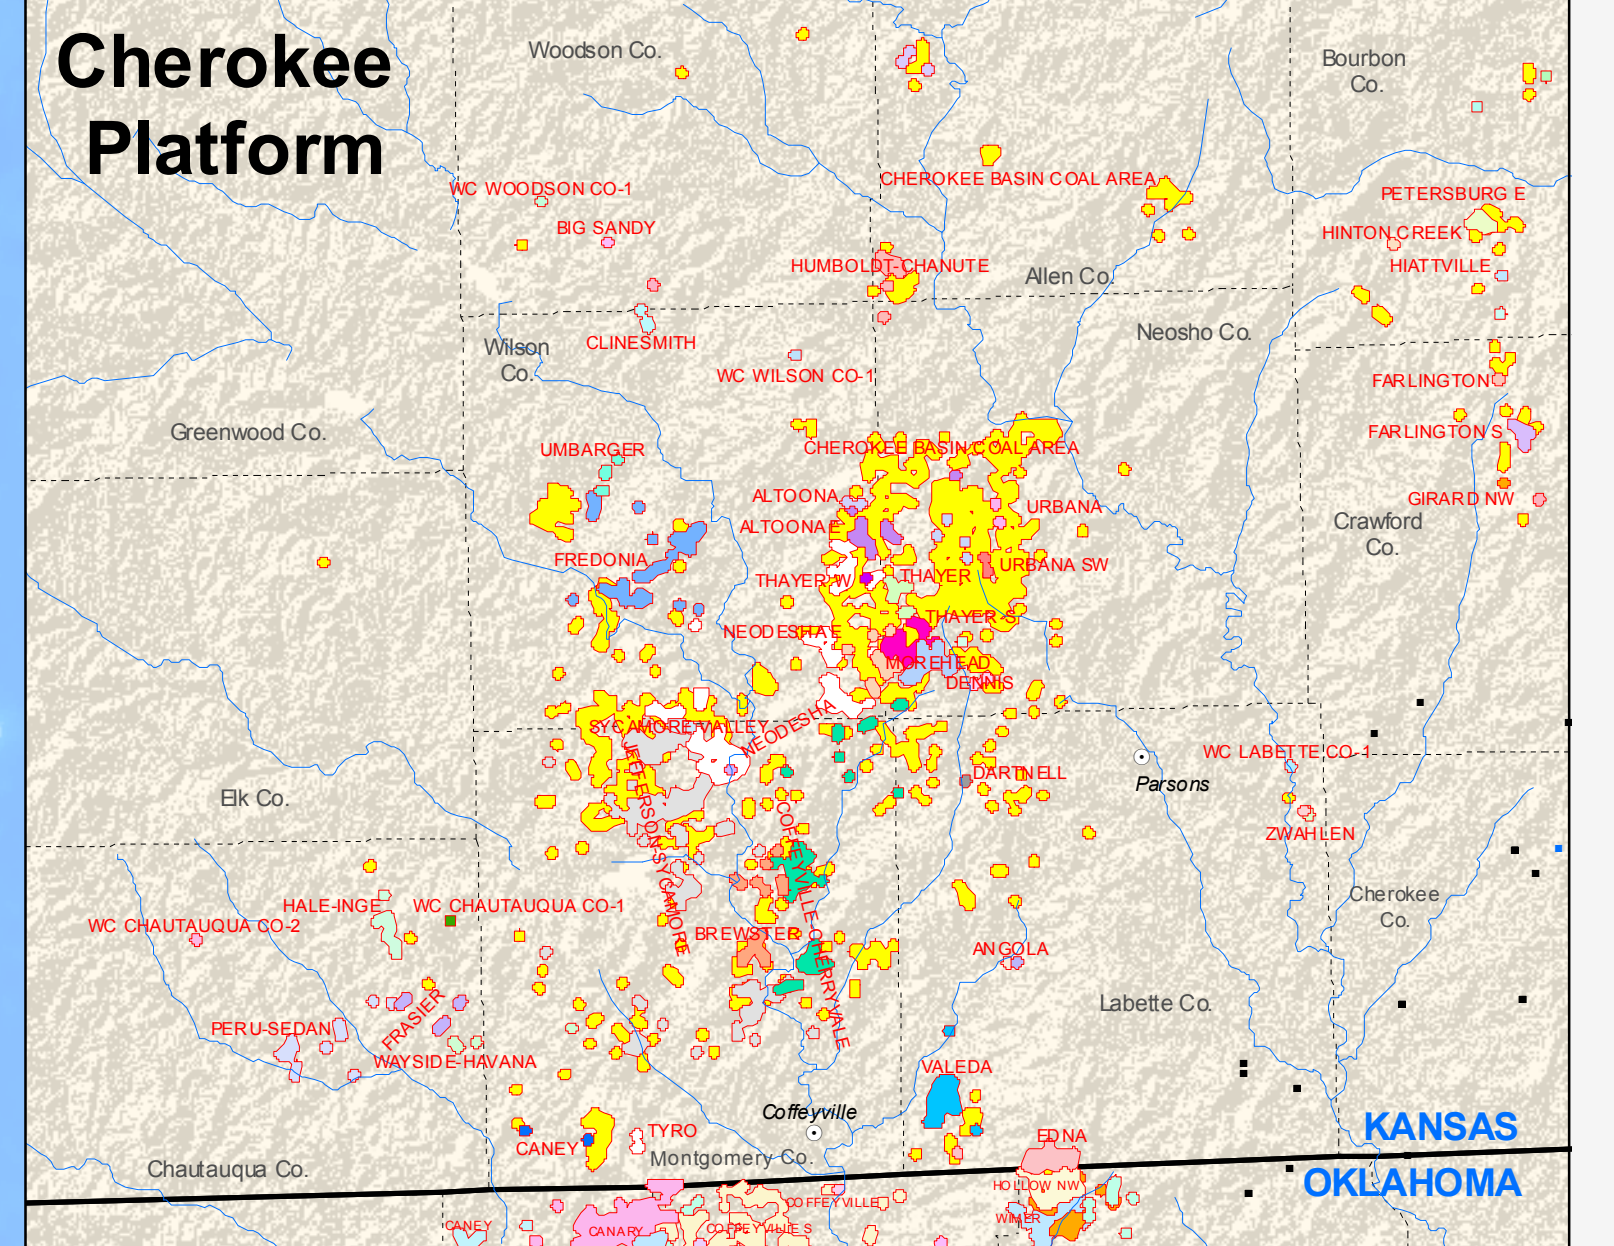 Cherokee
Platform
Woodson Co.
Bourbon
Co.
WC WOODSON CO-1
CHEROKEE BASIN COAL AREA
PETERSBURG E
BIG SANDY
HINTON CREEK
HUMBOLDT-CHANUTE
HIATTVILLE
Allen Co.
Neosho Co.
CLINESMITH
Wilson
Co.
WC WILSON CO-1
FARLINGTON
Greenwood Co.
FARLINGTON S
UMBARGER
CHEROKEE BASIN COAL AREA
ALTOONA
URBANA
GIRARD NW
ALTOONA E
Crawford
Co.
FREDONIA
THAYER W
THAYER
URBANA SW
THAYER S
NEODESHA E
MOREHEAD
DENNIS
SYCAMORE VALLEY
NEODESHA
WC LABETTE CO-1
DARTNELL
Parsons
Elk Co.
JEFFERSON-SYCAMORE
COFFEYVILLE-CHERRYVALE
ZWAHLEN
HALE-INGE
WC CHAUTAUQUA CO-1
Cherokee
Co.
WC CHAUTAUQUA CO-2
BREWSTER
ANGOLA
Labette Co.
FRASIER
PERU-SEDAN
WAYSIDE-HAVANA
VALEDA
Coffeyville
KANSAS
CANEY
TYRO
EDNA
Montgomery Co.
Chautauqua Co.
OKLAHOMA
HOLLOW NW
COFFEYVILLE
WIMER
CANEY
CANARY
COFFEYVILLE S